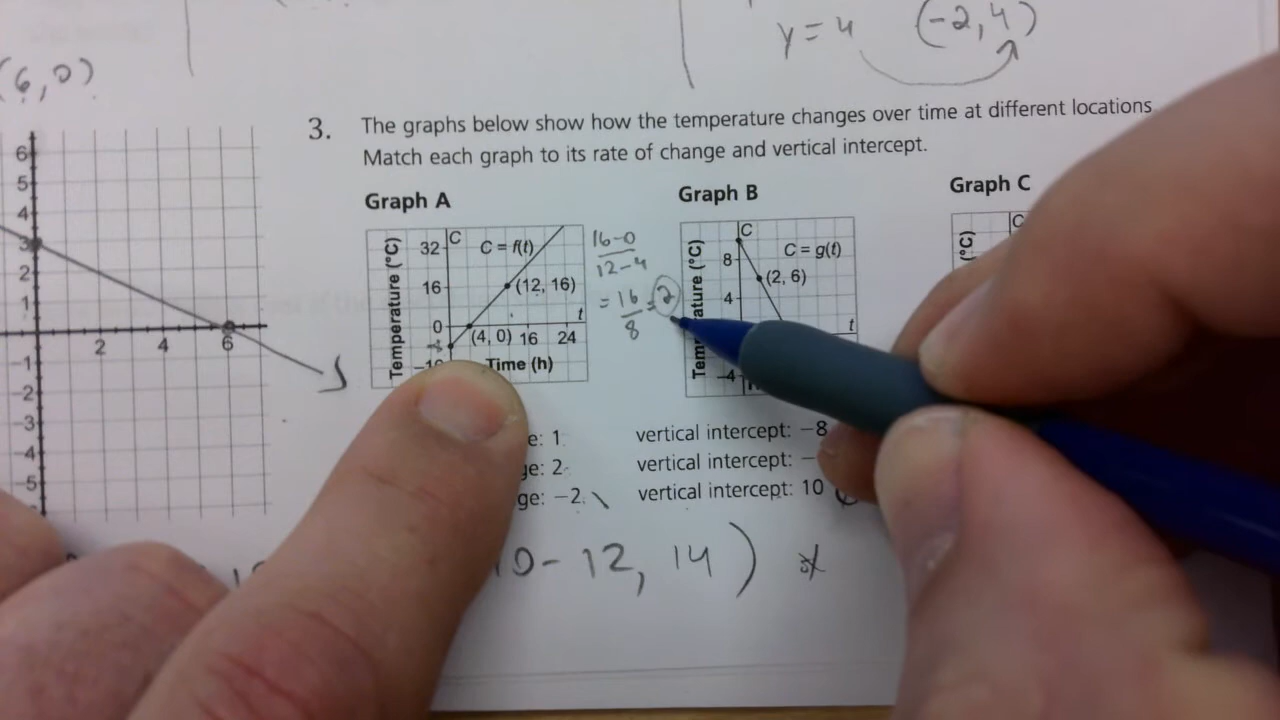 y = 4 (-2, 4)
(6, 0)
3. The graphs below show how the temperature changes over time at different locations
Match each graph to its rate of change and vertical intercept.
Graph A
Graph B
Graph C
Temperature (°C)
32
16
0
C
C = f(t)
(12, 16)
(4, 0)
16
24
t
Time (h)
16-0
12-4
= 16
8
= 2
8
4
-4
C
C = g(t)
(2, 6)
t
C
(°C)
6
5
4
3
2
1
-1
-2
-3
-4
-5
2
4
6
e: 1 vertical intercept: -8
ge: 2 vertical intercept: -
ge: -2 vertical intercept: 10
- 12, 14)